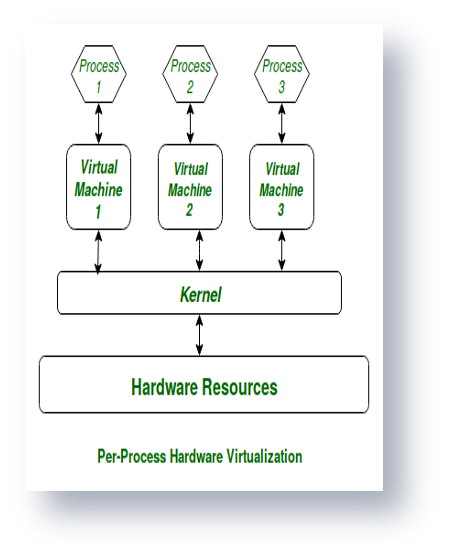 Process Process Process
1 2 3
Virtual Virtual Virtual
Machine Machine Machine
1 2 3
Kernel
Hardware Resources
Per-Process Hardware Virtualization